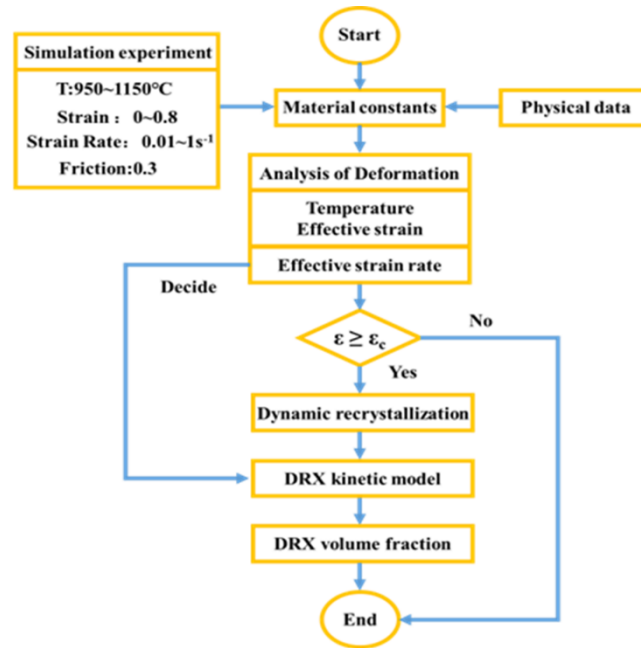 Start
Simulation experiment
T:950~1150°C
Strain： 0~0.8
Strain Rate：0.01~1s⁻¹
Friction:0.3
Material constants
Physical data
Analysis of Deformation
Temperature
Effective strain
Effective strain rate
Decide
ε ≥ ε_c
No
Yes
Dynamic recrystallization
DRX kinetic model
DRX volume fraction
End